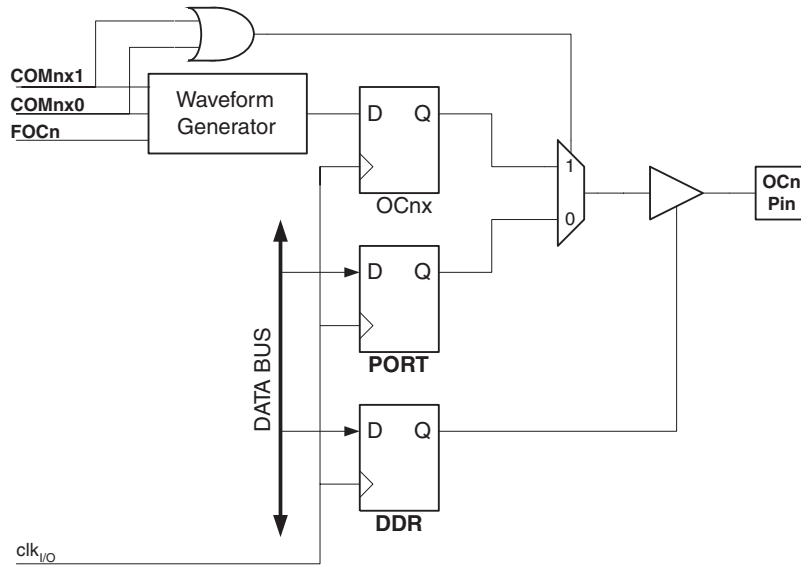 COMnx1
COMnx0
FOCn
Waveform
Generator
D Q
OCnx
1
0
OCn
Pin
D Q
PORT
DATA BUS
D Q
DDR
clkI/O